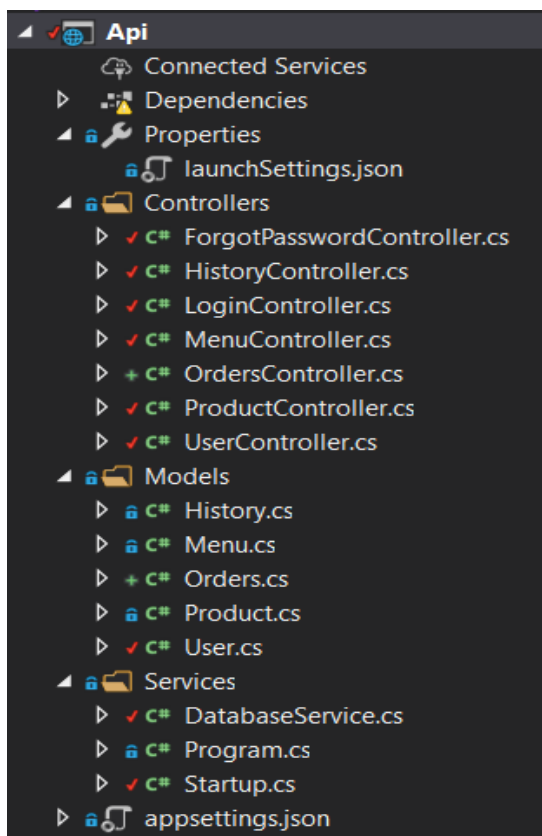 Api
Connected Services
Dependencies
Properties
launchSettings.json
Controllers
C# ForgotPasswordController.cs
C# HistoryController.cs
C# LoginController.cs
C# MenuController.cs
C# OrdersController.cs
C# ProductController.cs
C# UserController.cs
Models
C# History.cs
C# Menu.cs
C# Orders.cs
C# Product.cs
C# User.cs
Services
C# DatabaseService.cs
C# Program.cs
C# Startup.cs
appsettings.json